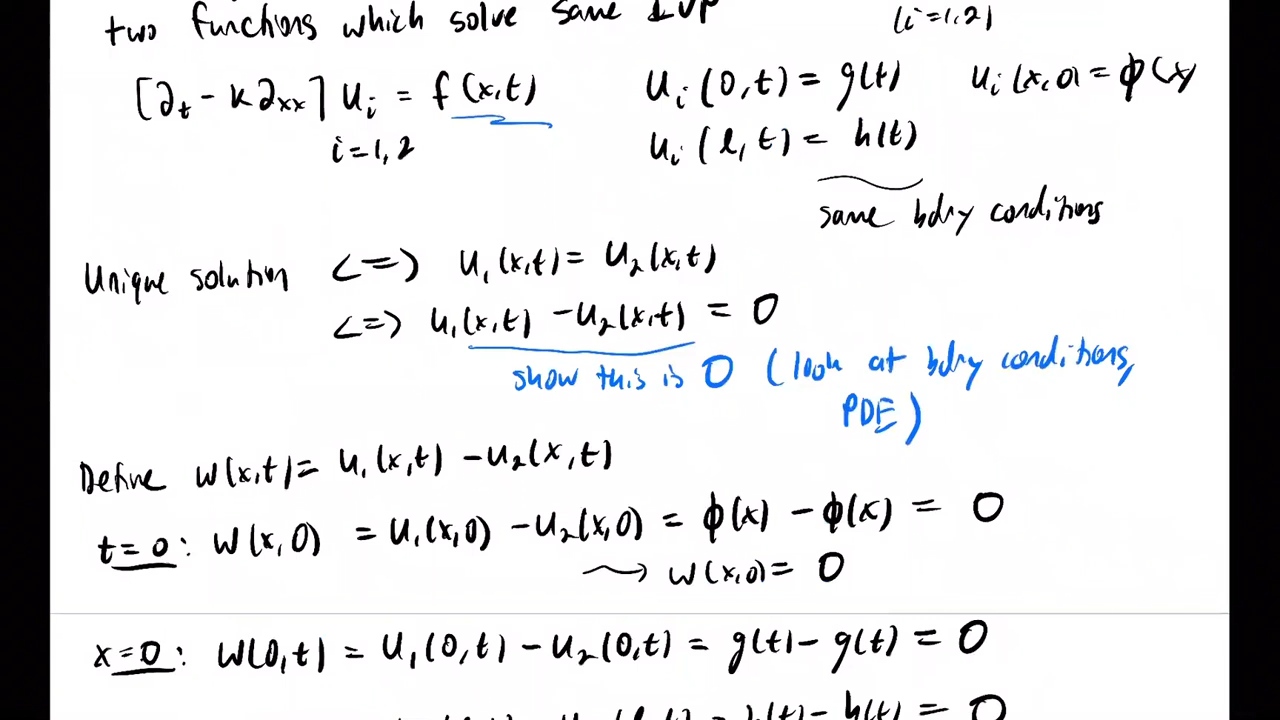 two functions which solve same IVP
(i=1,2)
[∂t - k∂xx] ui = f(x,t)
ui(0,t) = g(t)
ui(x,0) = φ(x)
i=1,2
ui(l,t) = h(t)
same bdry conditions
Unique solution <=> u1(x,t) = u2(x,t)
<=> u1(x,t) - u2(x,t) = 0
show this is 0 (look at bdry conditions,
PDE)
Define w(x,t) = u1(x,t) - u2(x,t)
t=0: w(x,0) = u1(x,0) - u2(x,0) = φ(x) - φ(x) = 0
⟿ w(x,0) = 0
x=0: w(0,t) = u1(0,t) - u2(0,t) = g(t) - g(t) = 0
h(t) - h(t) = 0